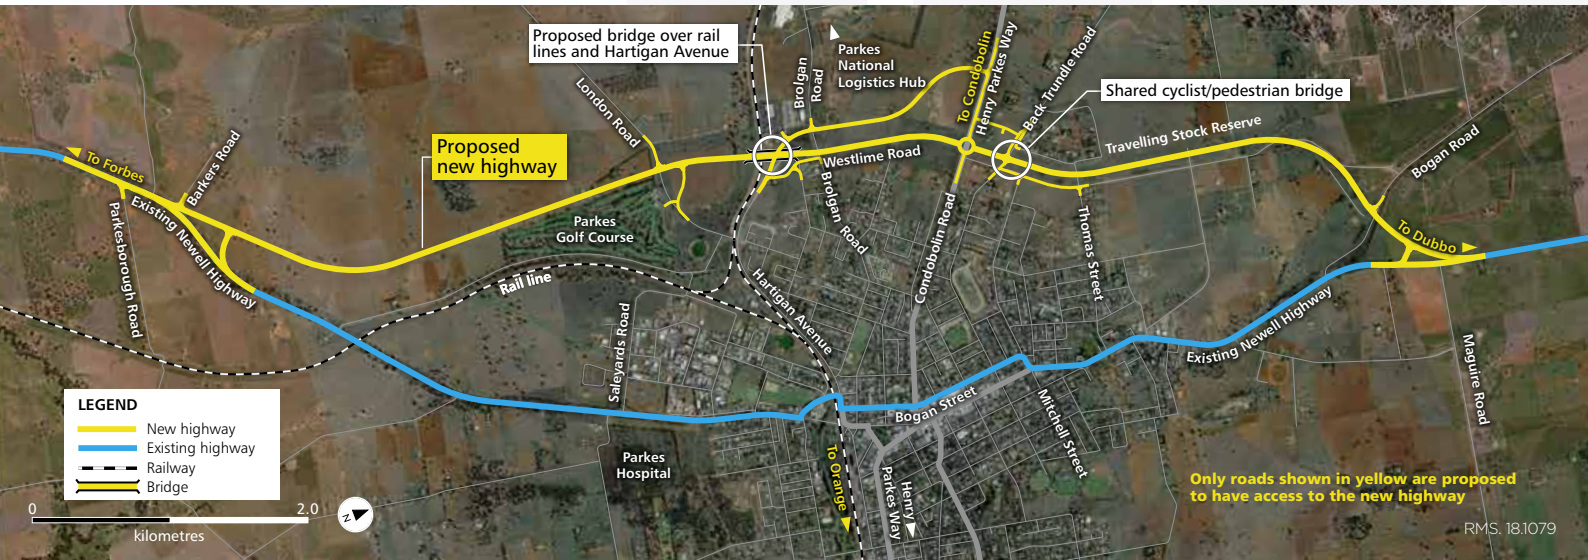 Proposed bridge over rail
lines and Hartigan Avenue
Brolgan
Road
Parkes
National
Logistics Hub
To Condobolin
Henry Parkes Way
Back Trundle Road
Shared cyclist/pedestrian bridge
London Road
Proposed
new highway
Westlime Road
Travelling Stock Reserve
Bogan Road
To Forbes
Barkers Road
Existing Newell Highway
Parkesborough Road
Parkes
Golf Course
Brolgan Road
Condobolin Road
Thomas Street
To Dubbo
Rail line
Hartigan Avenue
Saleyards Road
Existing Newell Highway
Maguire Road
Bogan Street
Mitchell Street
LEGEND
New highway
Existing highway
Railway
Bridge
Parkes
Hospital
To Orange
Henry
Parkes Way
Only roads shown in yellow are proposed
to have access to the new highway
0
2.0
kilometres
N
RMS. 18.1079